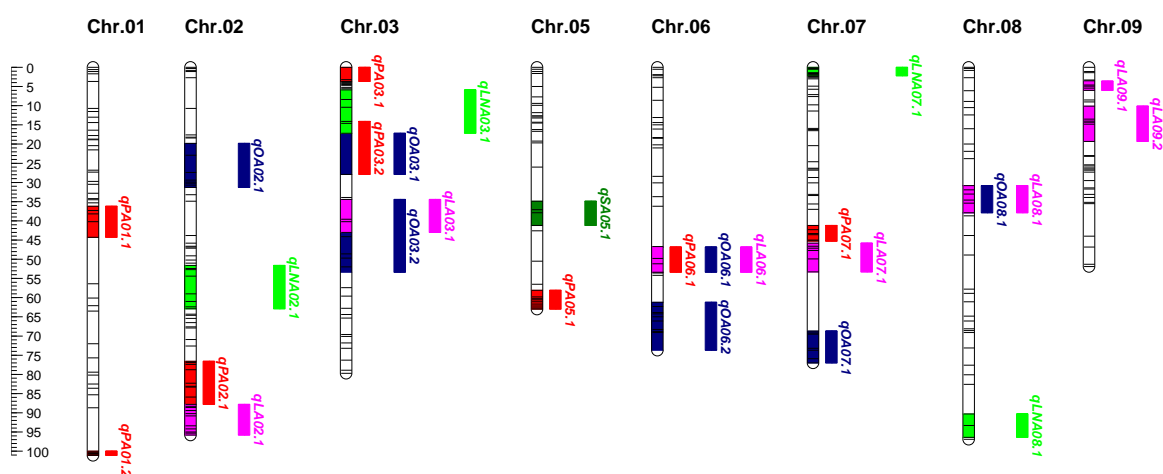 Chr.01 Chr.02 Chr.03 Chr.05 Chr.06 Chr.07 Chr.08 Chr.09
0
5
10
15
20
25
30
35
40
45
50
55
60
65
70
75
80
85
90
95
100
qPA01.1
qPA01.2
qOA02.1
qLNA02.1
qPA02.1
qLA02.1
qPA03.1
qLNA03.1
qPA03.2
qOA03.1
qLA03.1
qOA03.2
qSA05.1
qPA05.1
qPA06.1
qOA06.1
qLA06.1
qOA06.2
qLNA07.1
qPA07.1
qLA07.1
qOA07.1
qOA08.1
qLA08.1
qLNA08.1
qLA09.1
qLA09.2